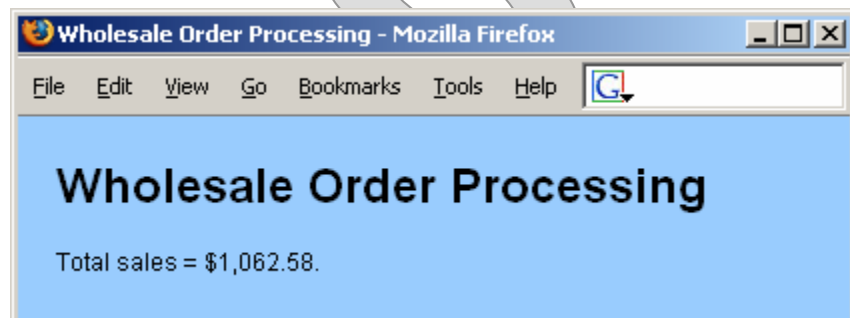 Wholesale Order Processing - Mozilla Firefox
File Edit View Go Bookmarks Tools Help G
Wholesale Order Processing
Total sales = $1,062.58.